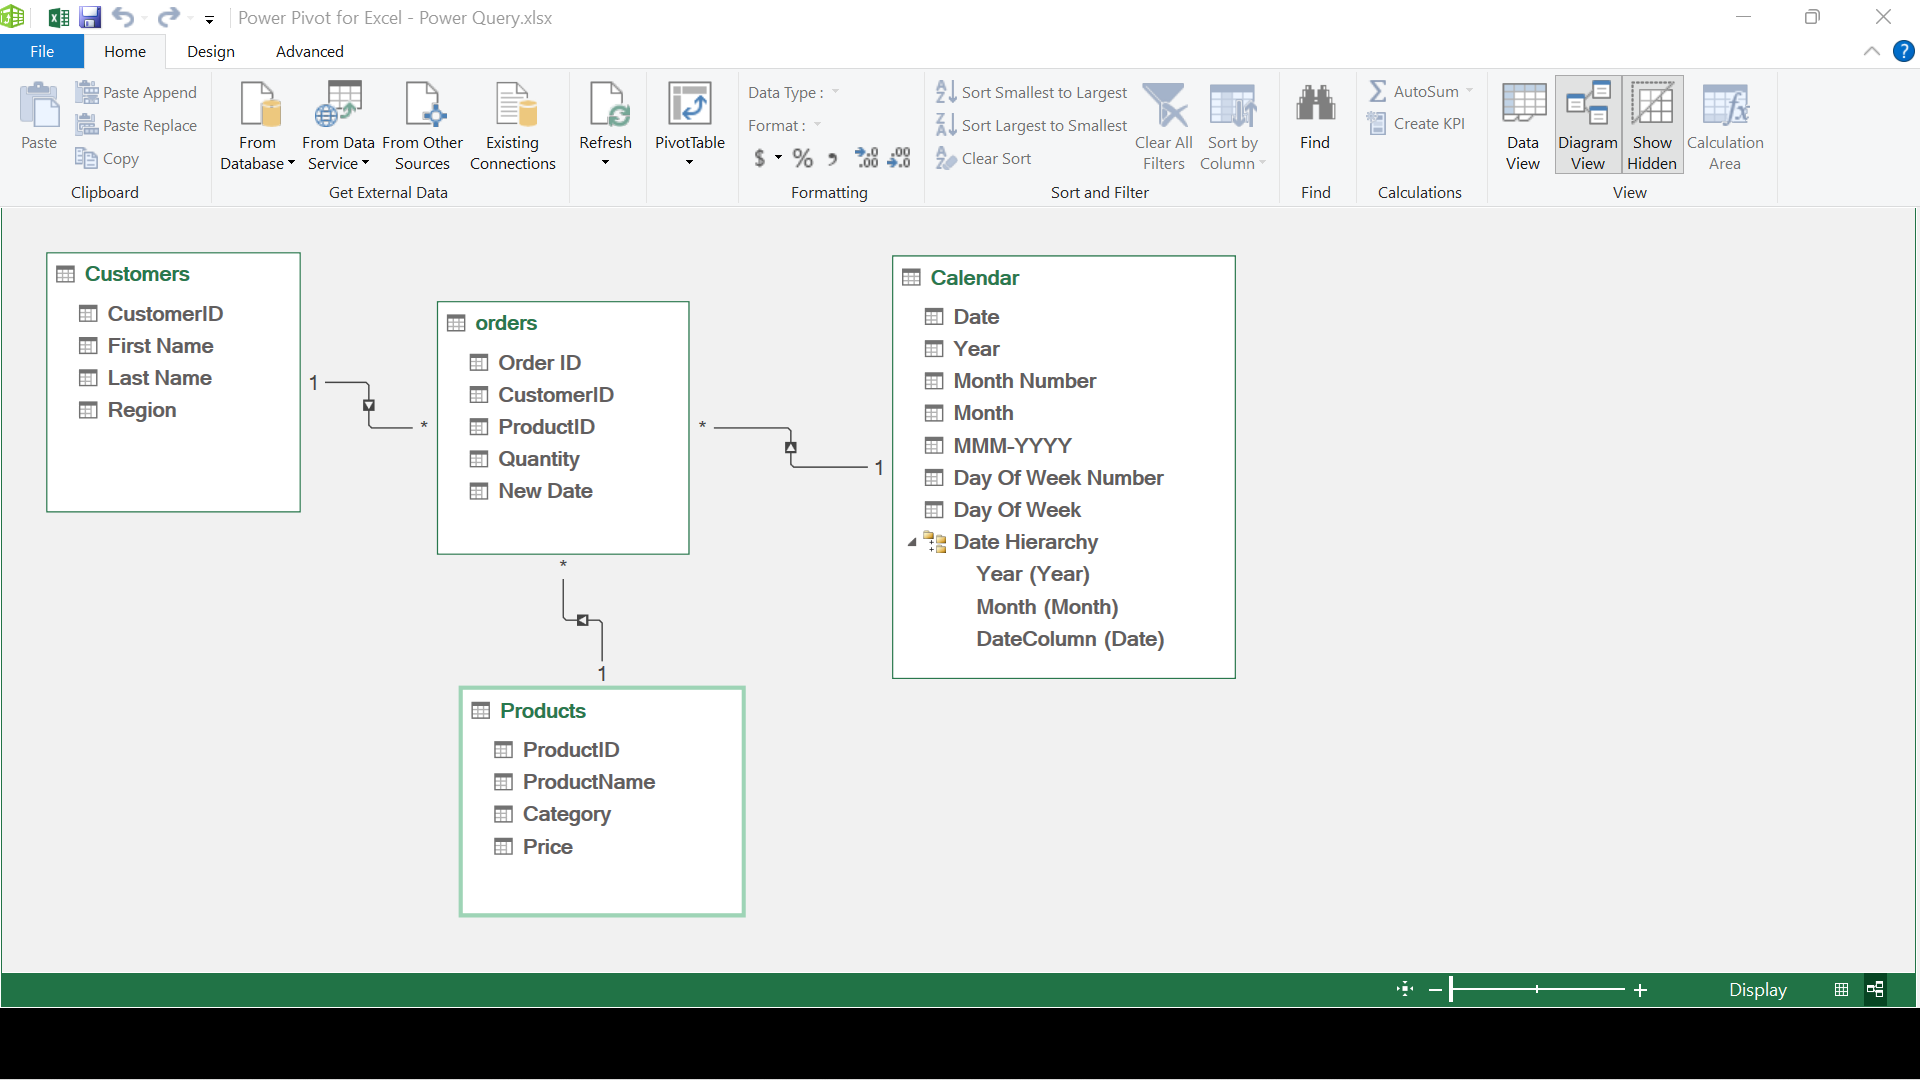 Power Pivot for Excel - Power Query.xlsx
File Home Design Advanced ?
Paste
Paste Append
Paste Replace
Copy
Clipboard
From Database
From Data Service
From Other Sources
Existing Connections
Get External Data
Refresh
PivotTable
Data Type :
Format :
$ % , .0 .00 .00 .0
Formatting
Sort Smallest to Largest
Sort Largest to Smallest
Clear Sort
Clear All Filters
Sort by Column
Sort and Filter
Find
Find
AutoSum
Create KPI
Calculations
Data View
Diagram View
Show Hidden
Calculation Area
View
Customers
CustomerID
First Name
Last Name
Region
1
*
orders
Order ID
CustomerID
ProductID
Quantity
New Date
*
1
Calendar
Date
Year
Month Number
Month
MMM-YYYY
Day Of Week Number
Day Of Week
Date Hierarchy
Year (Year)
Month (Month)
DateColumn (Date)
*
1
Products
ProductID
ProductName
Category
Price
Display